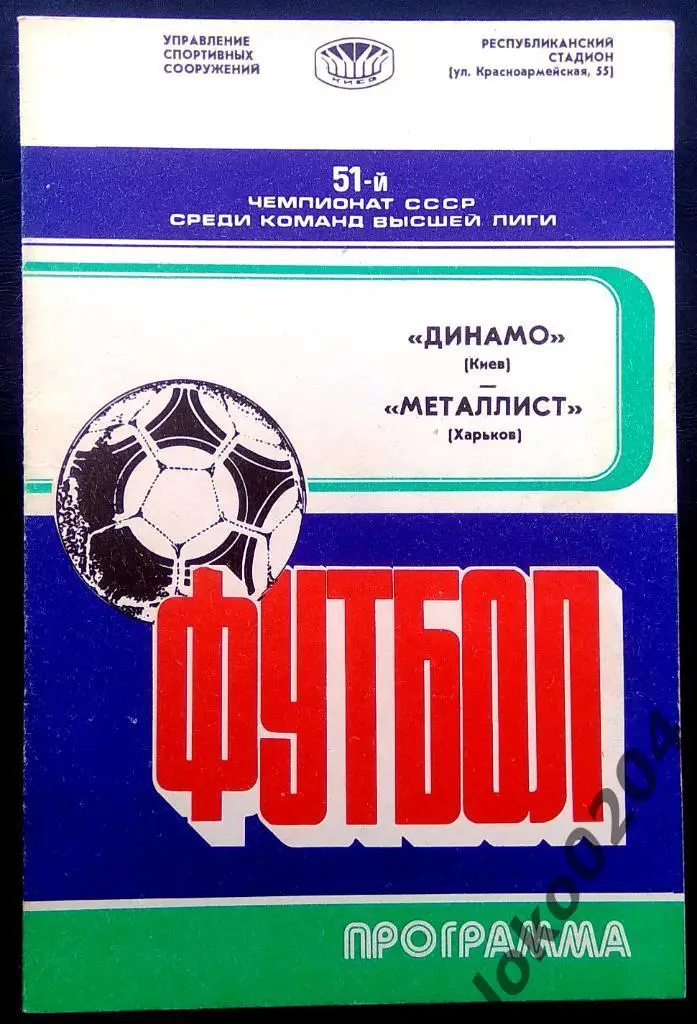 УПРАВЛЕНИЕ
СПОРТИВНЫХ
СООРУЖЕНИЙ
КИЕВ
РЕСПУБЛИКАНСКИЙ
СТАДИОН
(ул. Красноармейская, 55)
51-й
ЧЕМПИОНАТ СССР
СРЕДИ КОМАНД ВЫСШЕЙ ЛИГИ
«ДИНАМО»
(Киев)
—
«МЕТАЛЛИСТ»
(Харьков)
ФУТБОЛ
ПРОГРАММА
loko0204